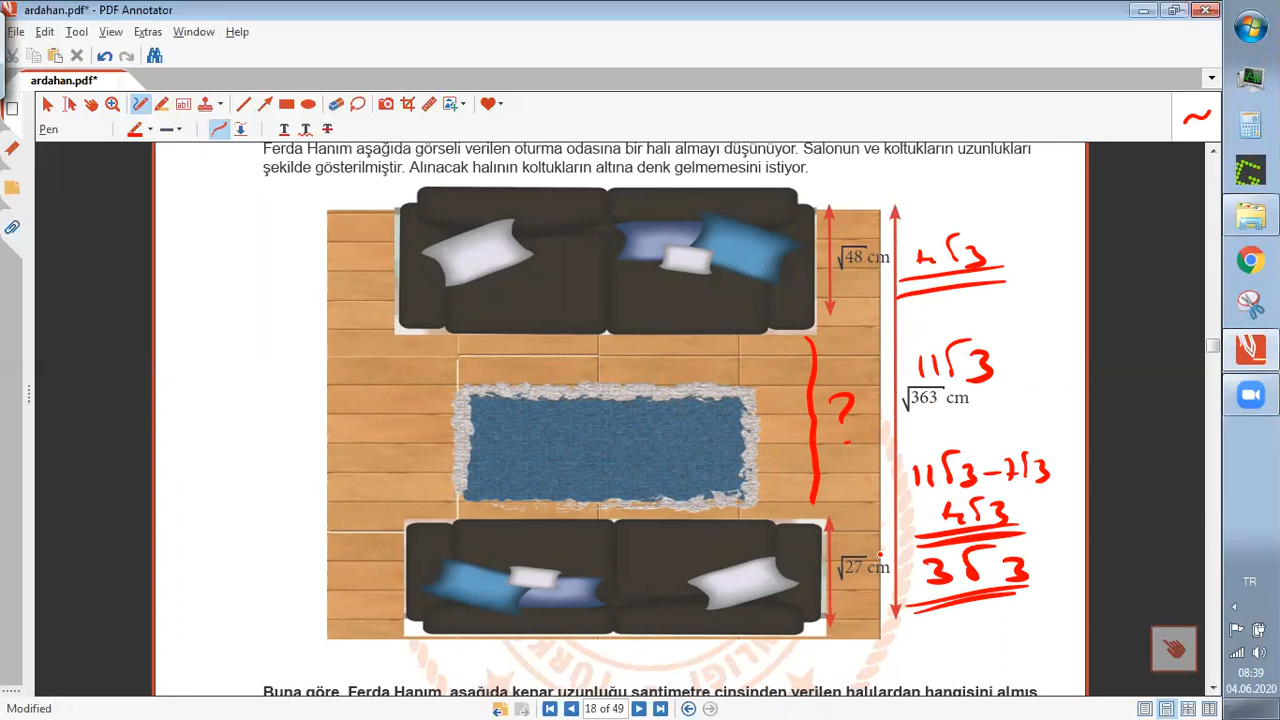 ardahan.pdf* - PDF Annotator
File Edit Tool View Extras Window Help
ardahan.pdf*
Pen
Ferda Hanım aşağıda görseli verilen oturma odasına bir halı almayı düşünüyor. Salonun ve koltukların uzunlukları
şekilde gösterilmiştir. Alınacak halının koltukların altına denk gelmemesini istiyor.
√48 cm
4√3
11√3
√363 cm
?
11√3-7√3
4√3
√27 cm
3√3
Buna göre, Ferda Hanım aşağıda kenar uzunluğu santimetre cinsinden verilen halılardan hangisini almış
TR
08:39
04.06.2020
Modified
18 of 49